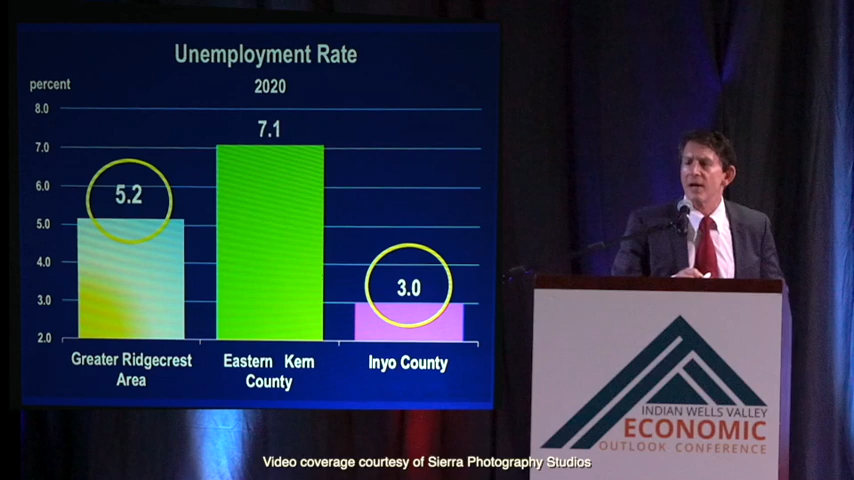 Unemployment Rate
2020
percent
8.0
7.0
6.0
5.0
4.0
3.0
2.0
5.2
7.1
3.0
Greater Ridgecrest
Area
Eastern Kern
County
Inyo County
INDIAN WELLS VALLEY
ECONOMIC
OUTLOOK CONFERENCE
Video coverage courtesy of Sierra Photography Studios